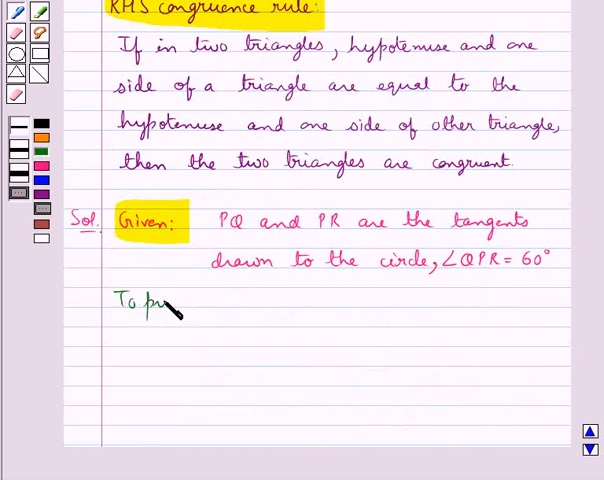 RHS congruence rule:
If in two triangles, hypotenuse and one
side of a triangle are equal to the
hypotenuse and one side of other triangle,
then the two triangles are congruent.
Sol. Given: PQ and PR are the tangents
drawn to the circle, ∠QPR = 60°
To